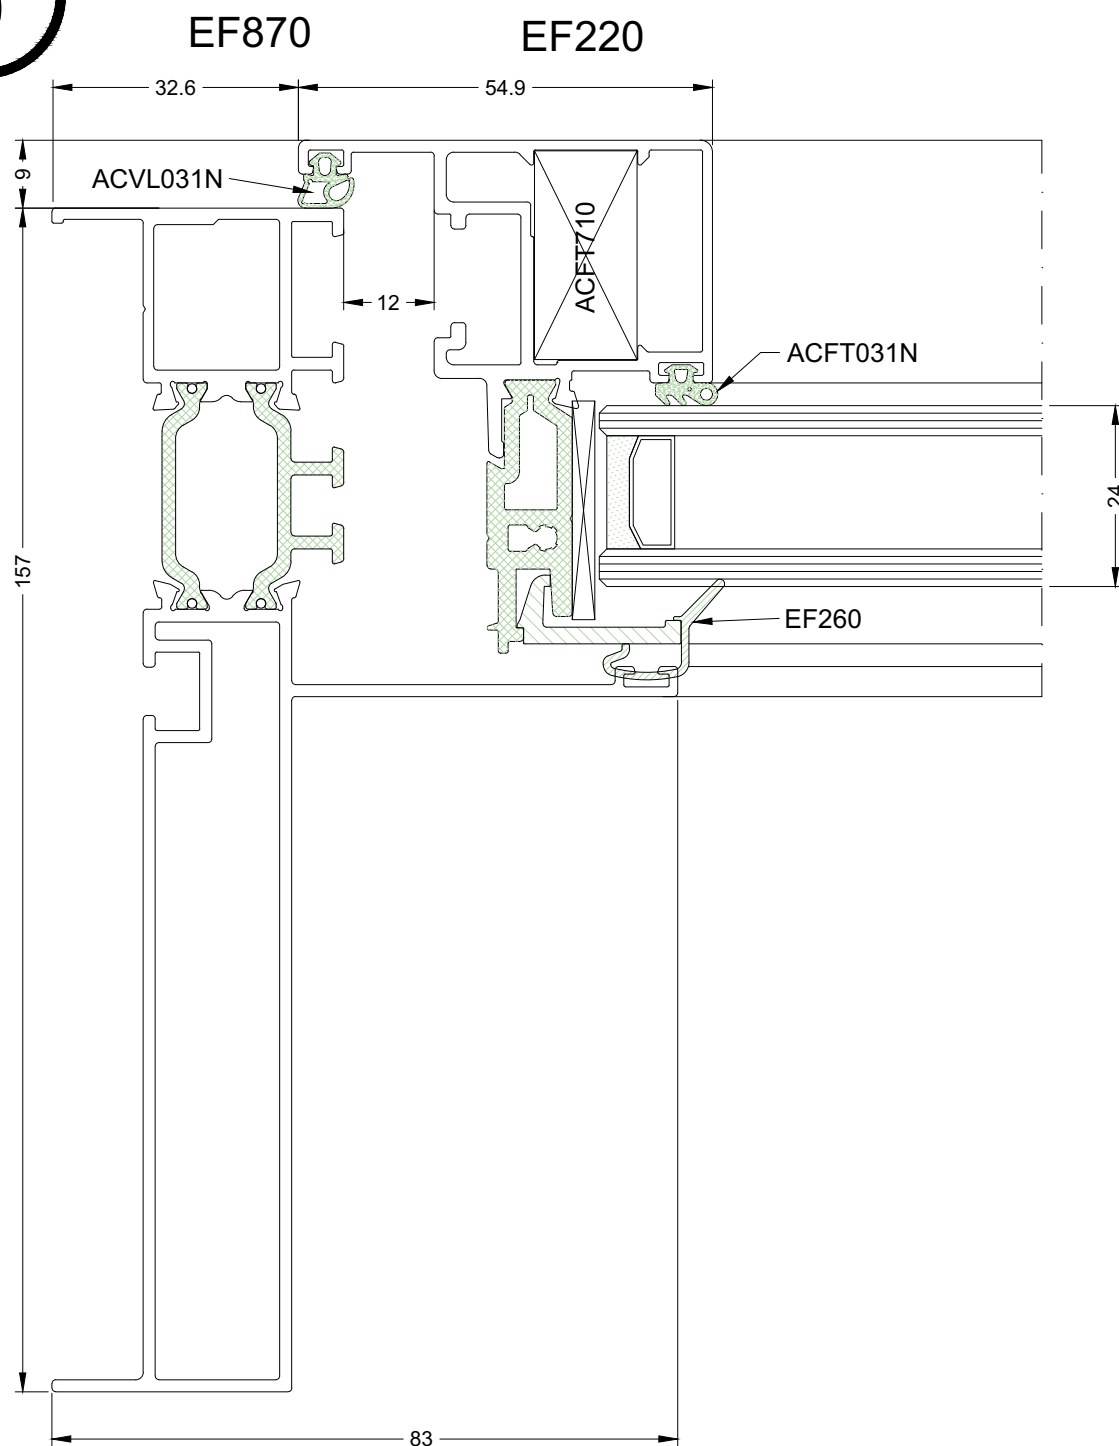 EF870
EF220
32.6
54.9
9
ACVL031N
ACFT710
12
ACFT031N
24
157
EF260
83